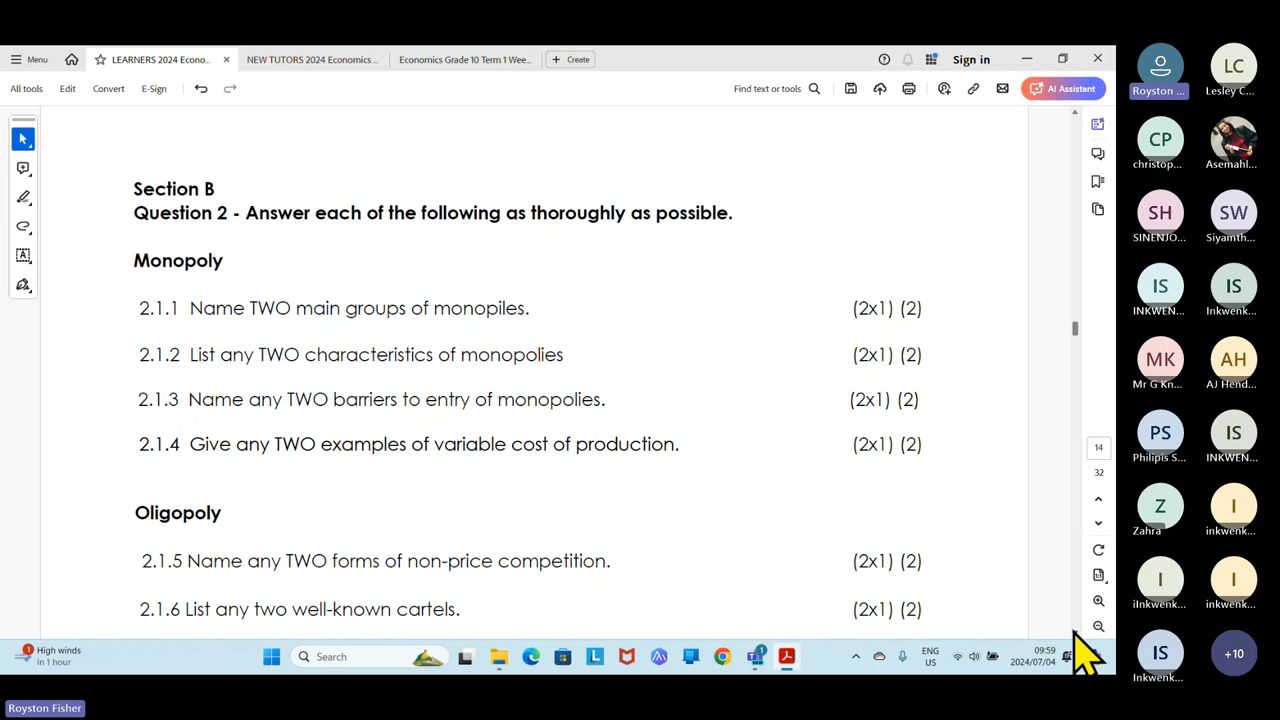 Menu
LEARNERS 2024 Econo...
NEW TUTORS 2024 Economics ...
Economics Grade 10 Term 1 Wee...
+ Create
Sign in
All tools Edit Convert E-Sign
Find text or tools
AI Assistant
Section B
Question 2 - Answer each of the following as thoroughly as possible.
Monopoly
2.1.1 Name TWO main groups of monopiles. (2x1) (2)
2.1.2 List any TWO characteristics of monopolies (2x1) (2)
2.1.3 Name any TWO barriers to entry of monopolies. (2x1) (2)
2.1.4 Give any TWO examples of variable cost of production. (2x1) (2)
Oligopoly
2.1.5 Name any TWO forms of non-price competition. (2x1) (2)
2.1.6 List any two well-known cartels. (2x1) (2)
14
32
High winds
In 1 hour
Search
ENG
US
09:59
2024/07/04
Royston ...
LC
Lesley C...
CP
christop...
Asemahl...
SH
SINENJO...
SW
Siyamth...
IS
INKWEN...
IS
Inkwenk...
MK
Mr G Kn...
AH
AJ Hend...
PS
Philipis S...
IS
INKWEN...
Z
Zahra
I
inkwenk...
I
iInkwenk...
I
inkwenk...
IS
Inkwenk...
+10
Royston Fisher